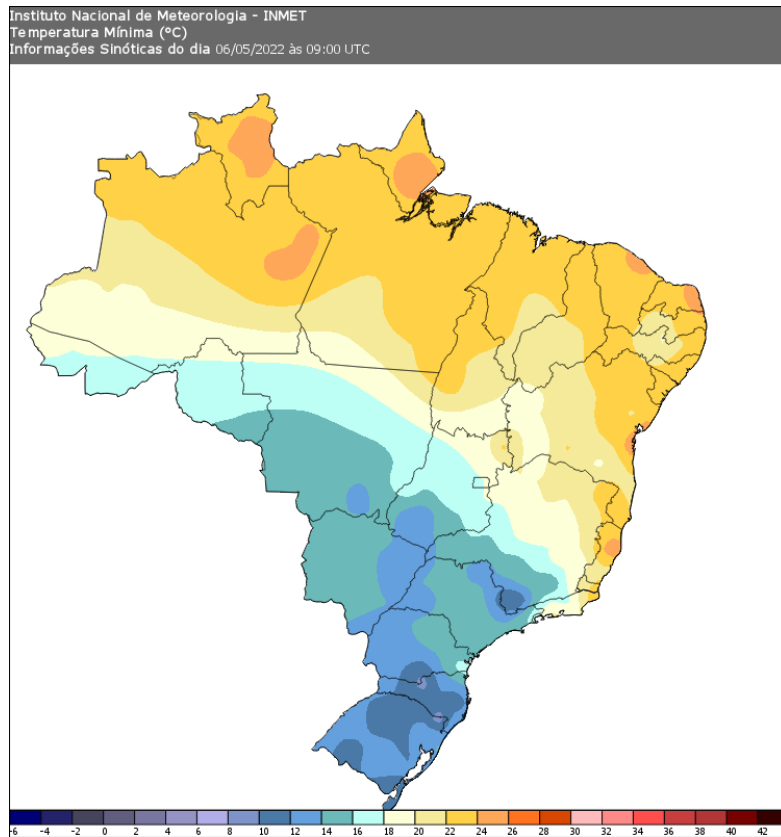 Instituto Nacional de Meteorologia - INMET
Temperatura Mínima (°C)
Informações Sinóticas do dia 06/05/2022 às 09:00 UTC
-6 -4 -2 0 2 4 6 8 10 12 14 16 18 20 22 24 26 28 30 32 34 36 38 40 42